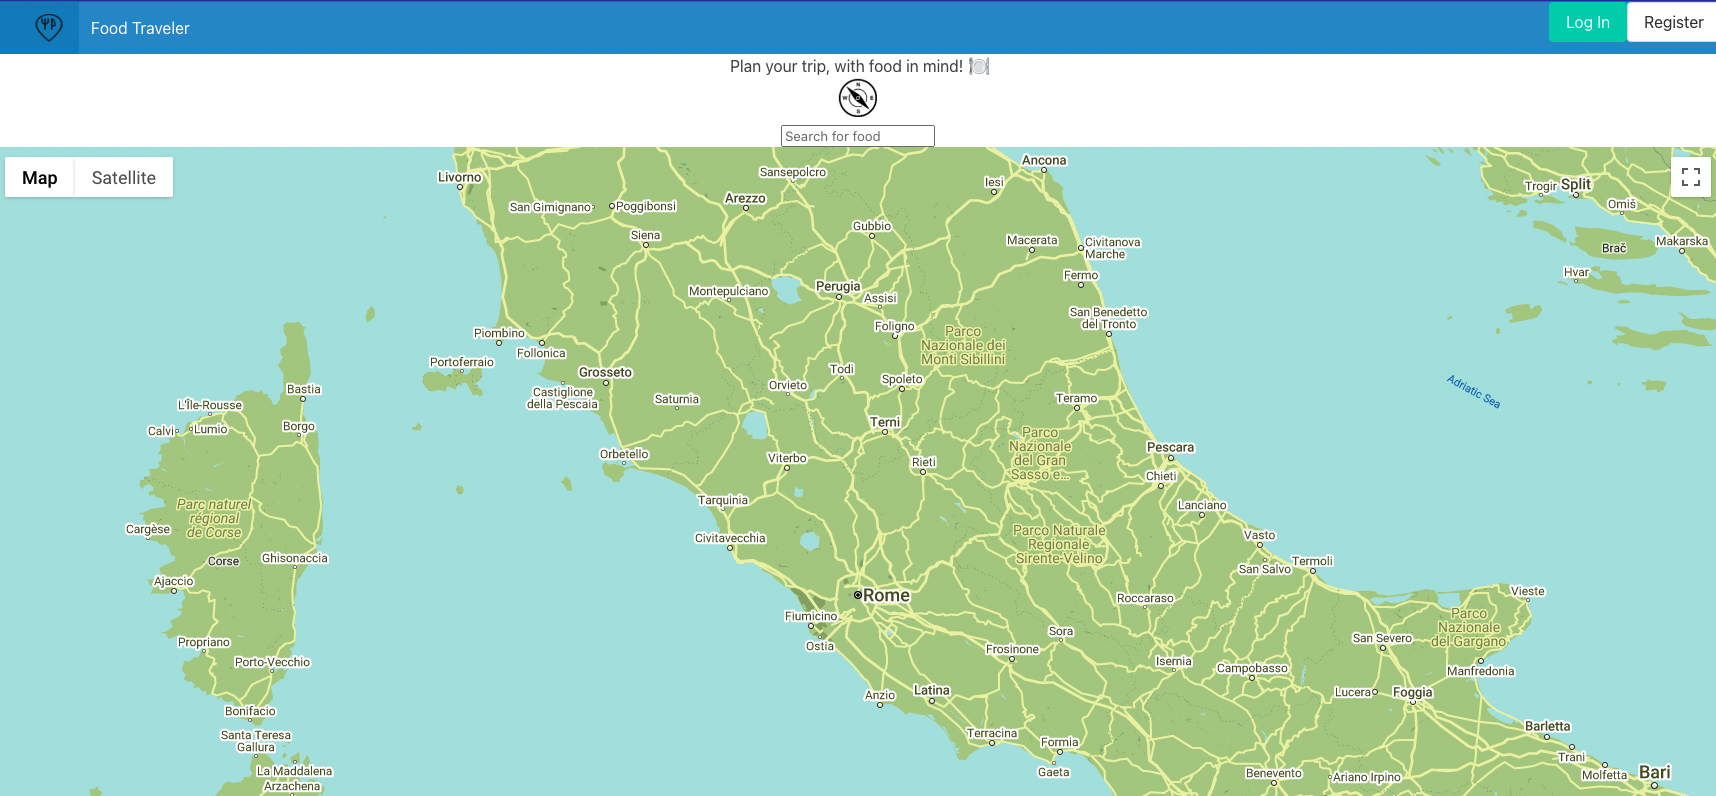 Food Traveler
Log In
Register
Plan your trip, with food in mind! 🍽️
N
W
E
S
Search for food
Map
Satellite
Livorno
Sansepolcro
Ancona
Iesi
Trogir
Split
Arezzo
San Gimignano
Poggibonsi
Omiš
Gubbio
Siena
Macerata
Civitanova
Marche
Brač
Makarska
Fermo
Hvar
Montepulciano
Perugia
Assisi
San Benedetto
del Tronto
Foligno
Parco
Nazionale dei
Monti Sibillini
Piombino
Follonica
Portoferraio
Grosseto
Todi
Spoleto
Orvieto
Adriatic Sea
Bastia
Castiglione
della Pescaia
Saturnia
Teramo
L'Île-Rousse
Calvi
Lumio
Borgo
Terni
Parco
Nazionale
del Gran
Sasso e...
Pescara
Orbetello
Viterbo
Rieti
Chieti
Tarquinia
Lanciano
Parc naturel
régional
de Corse
Cargèse
Civitavecchia
Parco Naturale
Regionale
Sirente-Velino
Vasto
San Salvo
Termoli
Corse
Ghisonaccia
Ajaccio
Rome
Roccaraso
Vieste
Fiumicino
Ostia
Parco
Nazionale
del Gargano
Sora
San Severo
Propriano
Frosinone
Porto-Vecchio
Isernia
Campobasso
Manfredonia
Anzio
Latina
Lucera
Foggia
Bonifacio
Barletta
Santa Teresa
Gallura
Terracina
Formia
Trani
La Maddalena
Gaeta
Benevento
Ariano Irpino
Molfetta
Bari
Arzachena